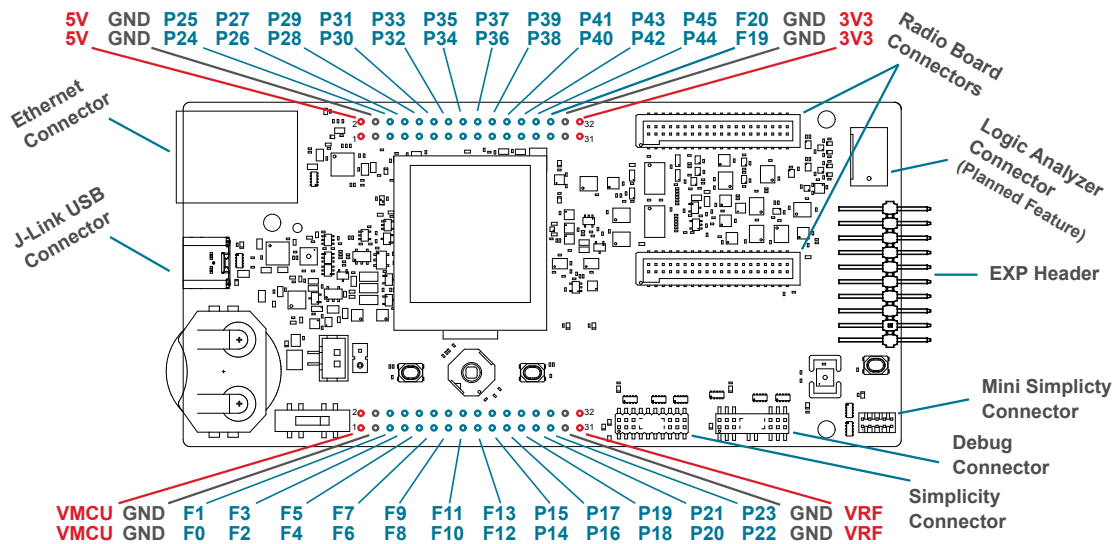 5V GND P25 P27 P29 P31 P33 P35 P37 P39 P41 P43 P45 F20 GND 3V3
5V GND P24 P26 P28 P30 P32 P34 P36 P38 P40 P42 P44 F19 GND 3V3
Radio Board
Connectors
Ethernet
Connector
2
32
1
31
Logic Analyzer
Connector
(Planned Feature)
J-Link USB
Connector
EXP Header
Mini Simplicty
Connector
2
32
1
31
Debug
Connector
Simplicity
Connector
VMCU GND F1 F3 F5 F7 F9 F11 F13 P15 P17 P19 P21 P23 GND VRF
VMCU GND F0 F2 F4 F6 F8 F10 F12 P14 P16 P18 P20 P22 GND VRF